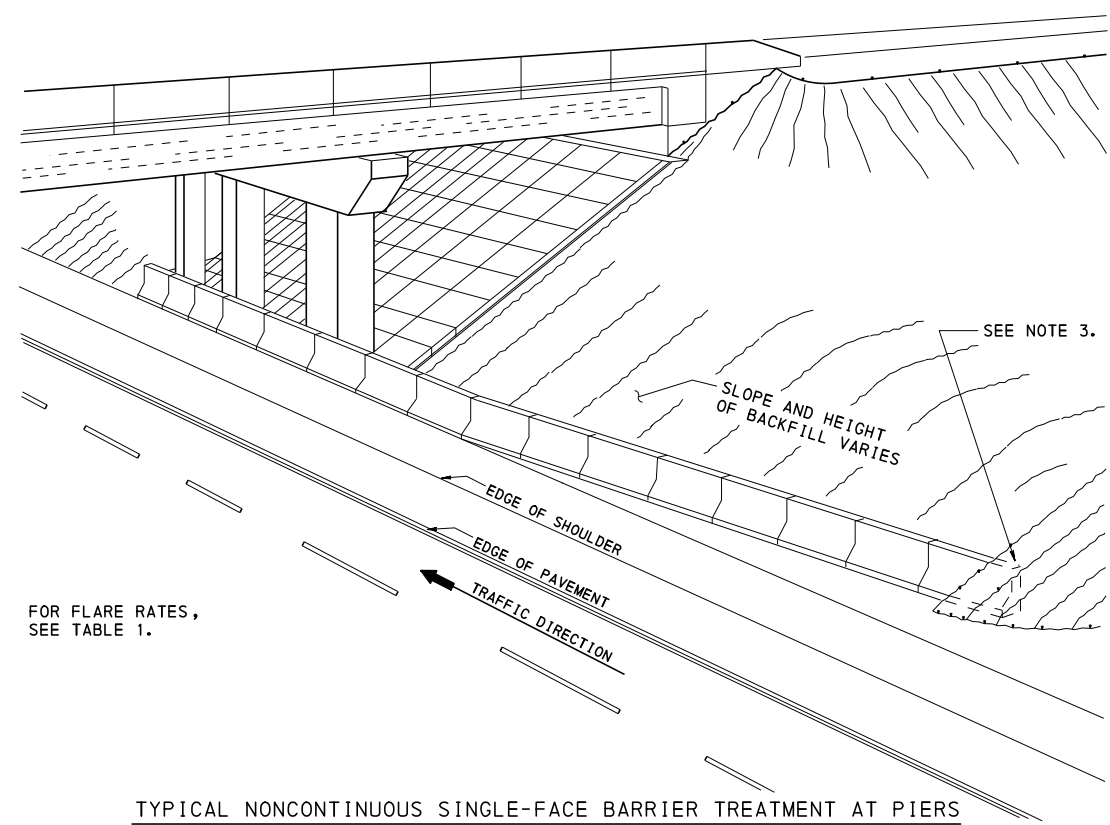 SEE NOTE 3.
SLOPE AND HEIGHT
OF BACKFILL VARIES
EDGE OF SHOULDER
EDGE OF PAVEMENT
TRAFFIC DIRECTION
FOR FLARE RATES,
SEE TABLE 1.
TYPICAL NONCONTINUOUS SINGLE-FACE BARRIER TREATMENT AT PIERS